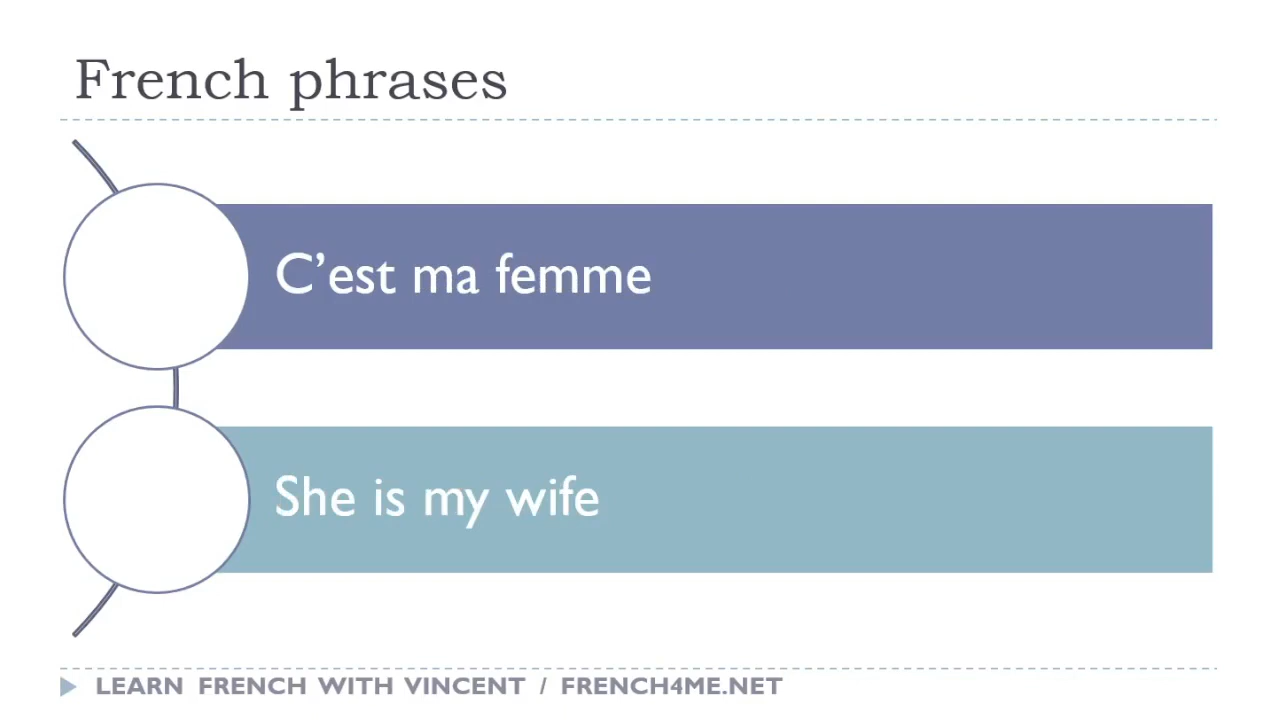 French phrases
C’est ma femme
She is my wife
LEARN FRENCH WITH VINCENT / FRENCH4ME.NET